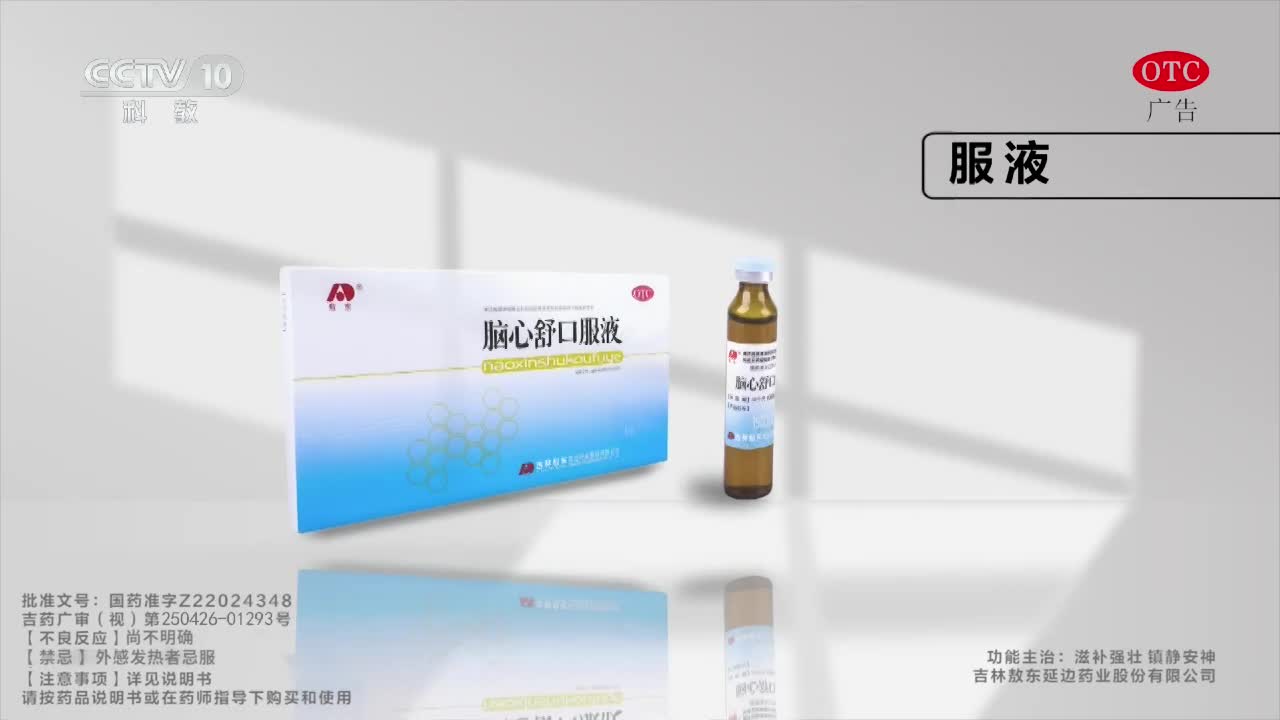 CCTV 10
科教
OTC
广告
服液
敖东
OTC
脑心舒口服液
naoxinshukoufuye
脑心舒口
批准文号：国药准字Z22024348
吉药广审（视）第250426-01293号
【不良反应】尚不明确
【禁忌】外感发热者忌服
【注意事项】详见说明书
请按药品说明书或在药师指导下购买和使用
功能主治：滋补强壮 镇静安神
吉林敖东延边药业股份有限公司